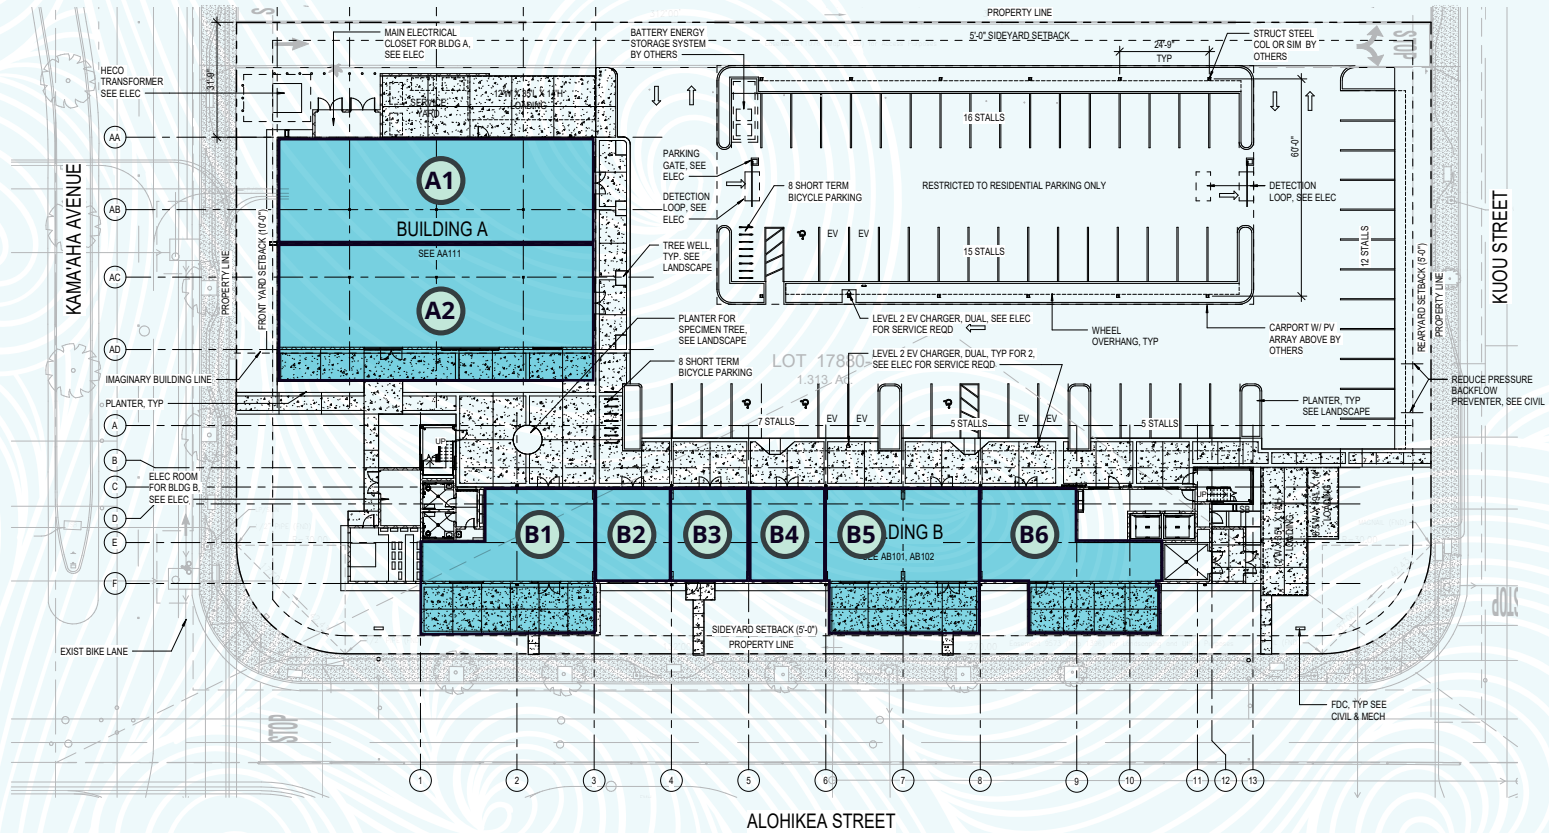 PROPERTY LINE
5'-0" SIDEYARD SETBACK
MAIN ELECTRICAL
CLOSET FOR BLDG A,
SEE ELEC
BATTERY ENERGY
STORAGE SYSTEM
BY OTHERS
24'-9"
TYP
STRUCT STEEL
COL OR SIM BY
OTHERS
STOP
HECO
TRANSFORMER
SEE ELEC
31'-9"
SERVICE
YARD
LOADING
16 STALLS
60'-0"
AA
AB
AC
AD
A
B
C
D
E
F
KAMA'AHA AVENUE
PROPERTY LINE
FRONT YARD SETBACK (10'-0")
A1
BUILDING A
SEE AA111
A2
PARKING
GATE, SEE
ELEC
DETECTION
LOOP, SEE
ELEC
8 SHORT TERM
BICYCLE PARKING
RESTRICTED TO RESIDENTIAL PARKING ONLY
DETECTION
LOOP, SEE ELEC
TREE WELL,
TYP. SEE
LANDSCAPE
EV
EV
15 STALLS
12 STALLS
KUOU STREET
REARYARD SETBACK (5'-0")
PROPERTY LINE
PLANTER FOR
SPECIMEN TREE,
SEE LANDSCAPE
LEVEL 2 EV CHARGER, DUAL, SEE ELEC
FOR SERVICE REQD
WHEEL
OVERHANG, TYP
CARPORT W/ PV
ARRAY ABOVE BY
OTHERS
8 SHORT TERM
BICYCLE PARKING
LOT 17880
1.313 AC
LEVEL 2 EV CHARGER, DUAL, TYP FOR 2,
SEE ELEC FOR SERVICE REQD
IMAGINARY BUILDING LINE
PLANTER, TYP
REDUCE PRESSURE
BACKFLOW
PREVENTER, SEE CIVIL
PLANTER, TYP
SEE LANDSCAPE
7 STALLS
EV
EV
5 STALLS
EV
EV
5 STALLS
UP
ELEC ROOM
FOR BLDG B,
SEE ELEC
UP
LOADING
B1
B2
B3
B4
B5
LDING B
SEE AB101, AB102
B6
STOP
SIDEYARD SETBACK (5'-0")
PROPERTY LINE
EXIST BIKE LANE
FDC, TYP SEE
CIVIL & MECH
STOP
1
2
3
4
5
6
7
8
9
10
11
12
13
ALOHIKEA STREET